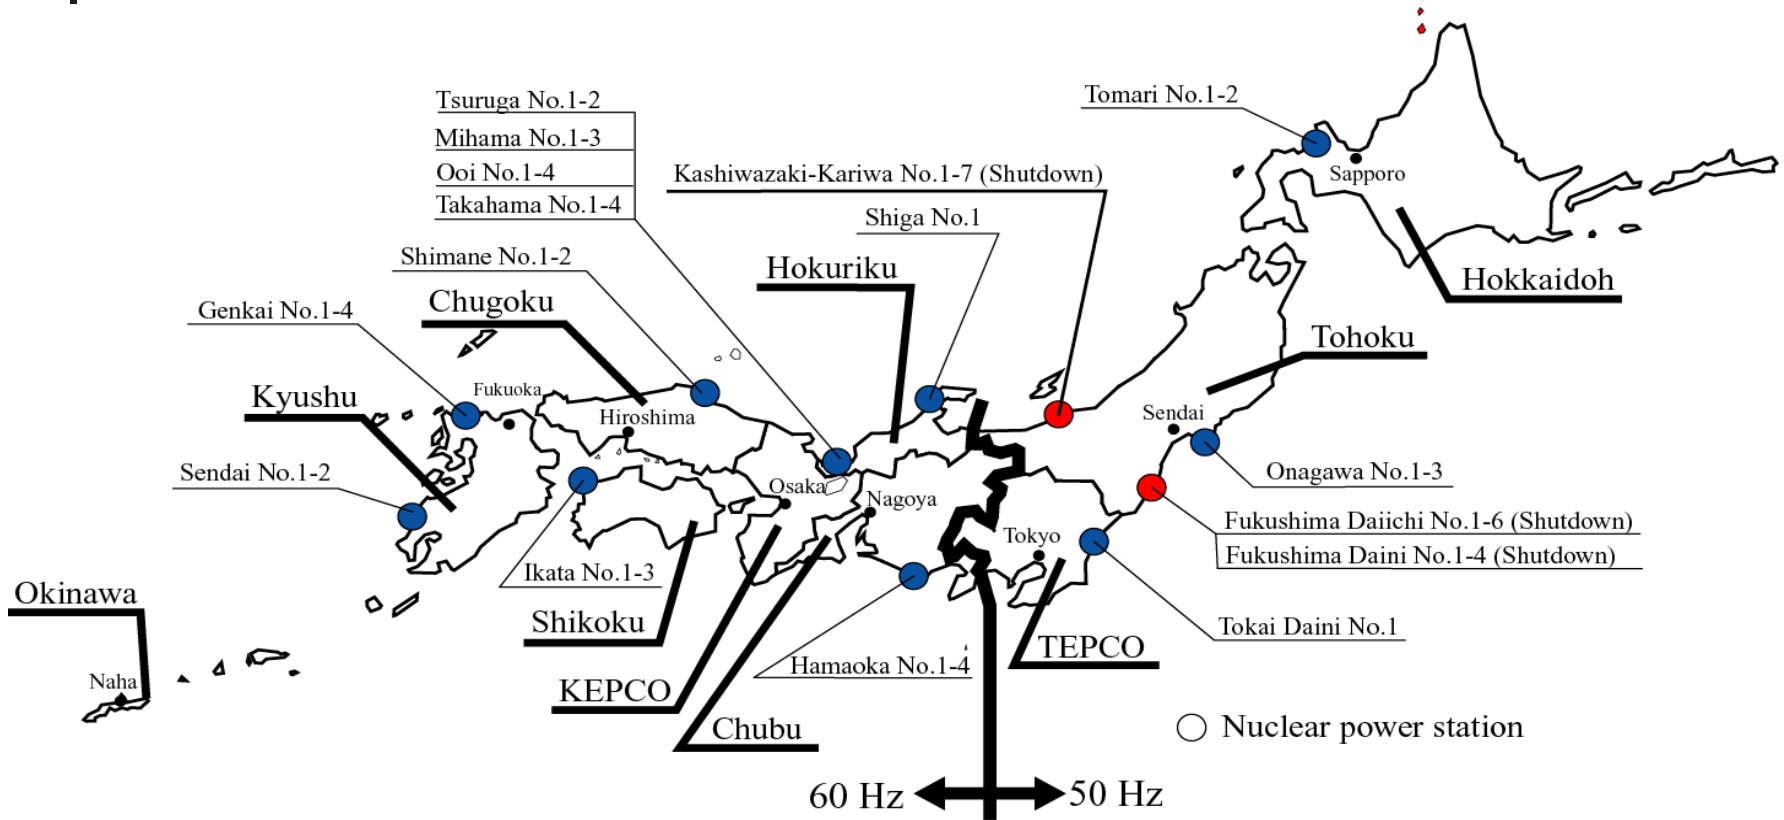 Tsuruga No.1-2
Mihama No.1-3
Ooi No.1-4
Takahama No.1-4
Tomari No.1-2
Kashiwazaki-Kariwa No.1-7 (Shutdown)
Sapporo
Shiga No.1
Shimane No.1-2
Hokuriku
Hokkaidoh
Chugoku
Genkai No.1-4
Tohoku
Kyushu
Fukuoka
Hiroshima
Sendai
Sendai No.1-2
Onagawa No.1-3
Osaka
Nagoya
Fukushima Daiichi No.1-6 (Shutdown)
Tokyo
Fukushima Daini No.1-4 (Shutdown)
Ikata No.1-3
Okinawa
Shikoku
Tokai Daini No.1
TEPCO
Hamaoka No.1-4
Naha
KEPCO
Chubu
Nuclear power station
60 Hz
50 Hz